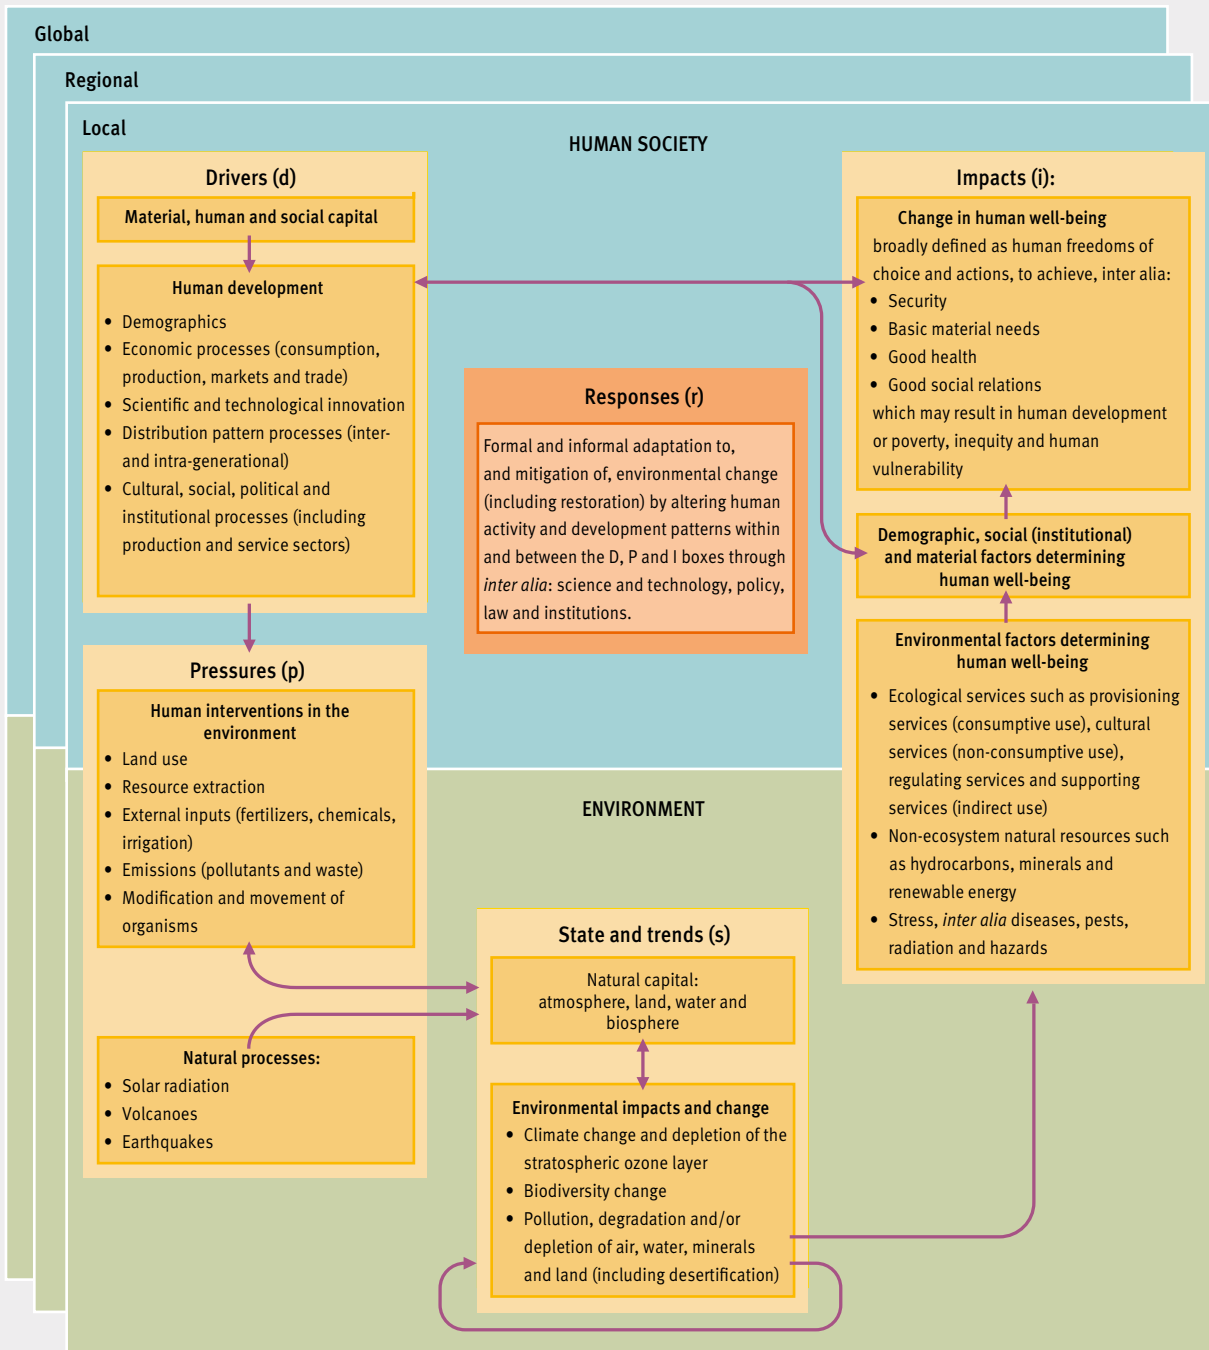 Global
Regional
Local
HUMAN SOCIETY
Drivers (d)
Material, human and social capital
Human development
• Demographics
• Economic processes (consumption,
production, markets and trade)
• Scientific and technological innovation
• Distribution pattern processes (inter-
and intra-generational)
• Cultural, social, political and
institutional processes (including
production and service sectors)
Pressures (p)
Human interventions in the
environment
• Land use
• Resource extraction
• External inputs (fertilizers, chemicals,
irrigation)
• Emissions (pollutants and waste)
• Modification and movement of
organisms
Natural processes:
• Solar radiation
• Volcanoes
• Earthquakes
Responses (r)
Formal and informal adaptation to,
and mitigation of, environmental change
(including restoration) by altering human
activity and development patterns within
and between the D, P and I boxes through
inter alia: science and technology, policy,
law and institutions.
ENVIRONMENT
State and trends (s)
Natural capital:
atmosphere, land, water and
biosphere
Environmental impacts and change
• Climate change and depletion of the
stratospheric ozone layer
• Biodiversity change
• Pollution, degradation and/or
depletion of air, water, minerals
and land (including desertification)
Impacts (i):
Change in human well-being
broadly defined as human freedoms of
choice and actions, to achieve, inter alia:
• Security
• Basic material needs
• Good health
• Good social relations
which may result in human development
or poverty, inequity and human
vulnerability
Demographic, social (institutional)
and material factors determining
human well-being
Environmental factors determining
human well-being
• Ecological services such as provisioning
services (consumptive use), cultural
services (non-consumptive use),
regulating services and supporting
services (indirect use)
• Non-ecosystem natural resources such
as hydrocarbons, minerals and
renewable energy
• Stress, inter alia diseases, pests,
radiation and hazards